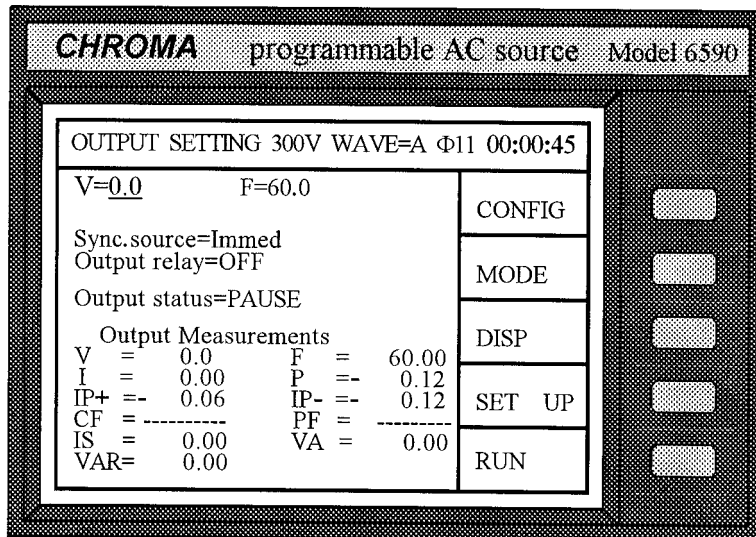 CHROMA programmable AC source Model 6590
OUTPUT SETTING 300V WAVE=A Φ11 00:00:45
V=0.0 F=60.0
Sync.source=Immed
Output relay=OFF
Output status=PAUSE
Output Measurements
V = 0.0 F = 60.00
I = 0.00 P =- 0.12
IP+ =- 0.06 IP- =- 0.12
CF = ---------- PF = ---------
IS = 0.00 VA = 0.00
VAR= 0.00
CONFIG
MODE
DISP
SET UP
RUN